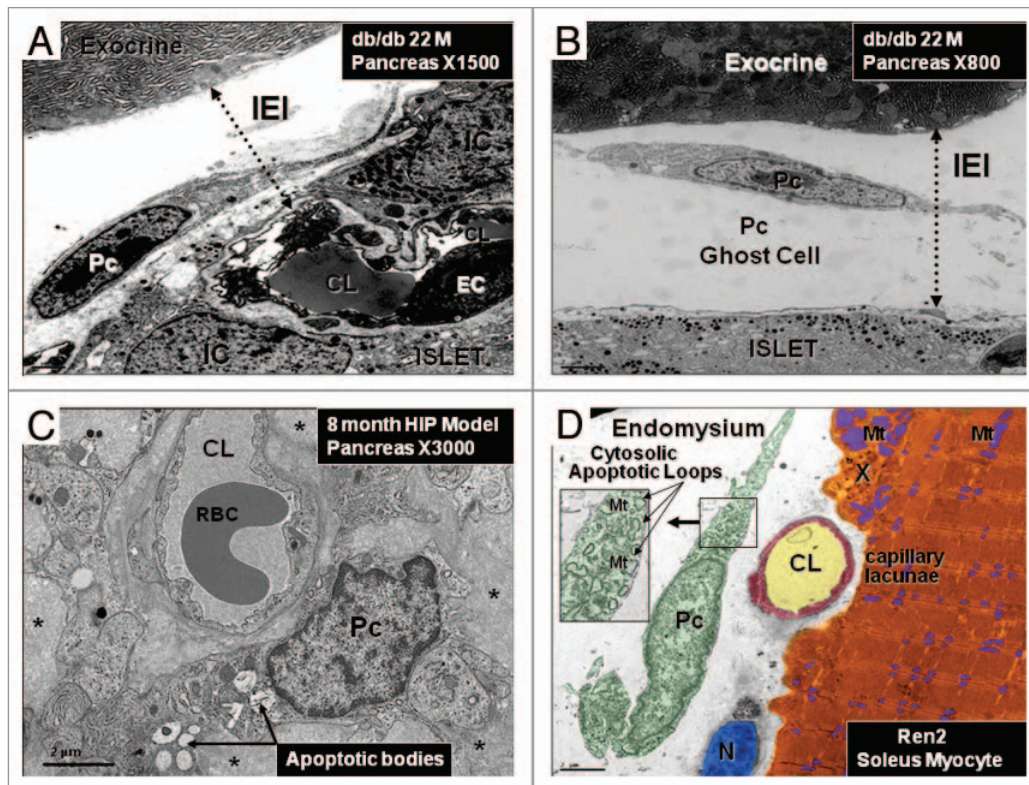 A
Exocrine
db/db 22 M
Pancreas X1500
IEI
IC
Pc
CL
CL
EC
IC
ISLET
B
Exocrine
db/db 22 M
Pancreas X800
IEI
Pc
Pc
Ghost Cell
ISLET
C
8 month HIP Model
Pancreas X3000
CL
*
RBC
Pc
*
*
*
*
*
2 µm
Apoptotic bodies
D
Endomysium
Cytosolic
Apoptotic Loops
Mt
Mt
Mt
Mt
X
CL
capillary
lacunae
Pc
N
Ren2
Soleus Myocyte